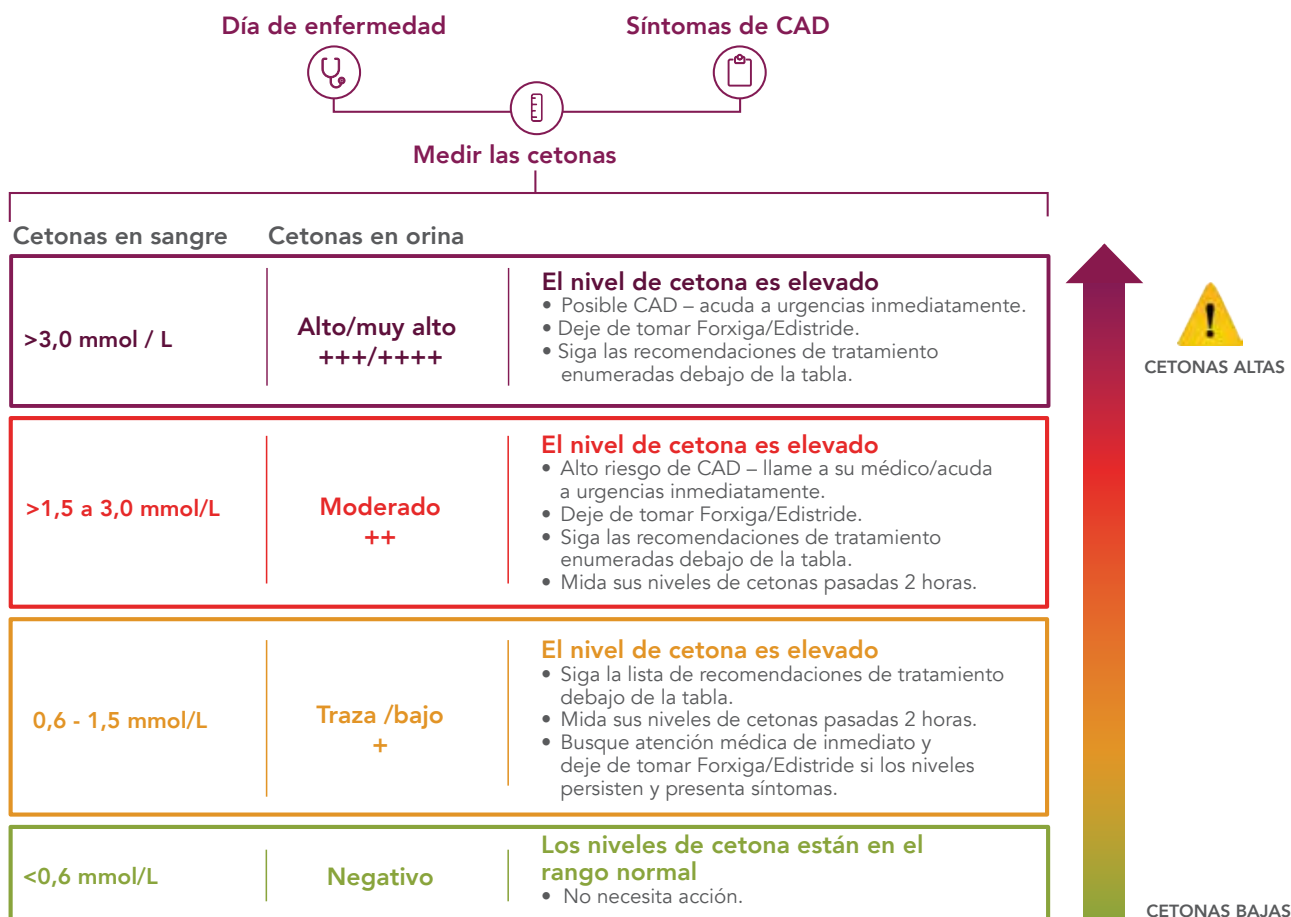 Día de enfermedad
Síntomas de CAD
Medir las cetonas
Cetonas en sangre
Cetonas en orina
>3,0 mmol / L
Alto/muy alto
+++/++++
El nivel de cetona es elevado
• Posible CAD – acuda a urgencias inmediatamente.
• Deje de tomar Forxiga/Edistride.
• Siga las recomendaciones de tratamiento
enumeradas debajo de la tabla.
CETONAS ALTAS
>1,5 a 3,0 mmol/L
Moderado
++
El nivel de cetona es elevado
• Alto riesgo de CAD – llame a su médico/acuda
a urgencias inmediatamente.
• Deje de tomar Forxiga/Edistride.
• Siga las recomendaciones de tratamiento
enumeradas debajo de la tabla.
• Mida sus niveles de cetonas pasadas 2 horas.
0,6 - 1,5 mmol/L
Traza /bajo
+
El nivel de cetona es elevado
• Siga la lista de recomendaciones de tratamiento
debajo de la tabla.
• Mida sus niveles de cetonas pasadas 2 horas.
• Busque atención médica de inmediato y
deje de tomar Forxiga/Edistride si los niveles
persisten y presenta síntomas.
<0,6 mmol/L
Negativo
Los niveles de cetona están en el
rango normal
• No necesita acción.
CETONAS BAJAS